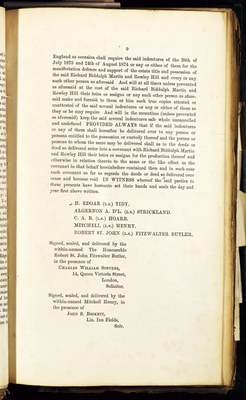 9
England as occasion shall require the said indentures of the 26th of
July 1873 and 24th of August 1874 or any or either of them for the
manifestation defence and support of the estate title and possession of
the said Richard Biddulph Martin and Rowley Hill and every or any
such other person as aforesaid And will at all times unless prevented
as aforesaid at the cost of the said Richard Biddulph Martin and
Rowley Hill their heirs or assigns or any such other person as afore-
said make and furnish to them or him such true copies attested or
unattested of the said several indentures or any or either of them as
they or he may require And will in the meantime (unless prevented
as aforesaid) keep the said several indentures safe whole uncancelled
and undefaced PROVIDED ALWAYS that if the said indentures
or any of them shall hereafter be delivered over to any person or
persons entitled to the possession or custody thereof and the person or
persons to whom the same may be delivered shall as to the deeds or
deed so delivered enter into a covenant with Richard Biddulph Martin
and Rowley Hill their heirs or assigns for the production thereof and
otherwise in relation thereto in the same or the like effect as the
covenant in that behalf hereinbefore contained then and in such case
such covenant so far as regards the deeds or deed so delivered over
cease and become void IN WITNESS whereof the said parties to
these presents have hereunto set their hands and seals the day and
year first above written.
H. EDGAR (L.S.) TIDY.
ALGERNON A. D'L. (L.S.) STRICKLAND.
C. A. R. (L.S.) HOARE.
MITCHELL (L.S.) HENRY.
ROBERT ST. JOHN (L.S.) FITZWALTER BUTLER.
Signed, sealed, and delivered by the
within-named The Honourable
Robert St. John Fitzwalter Butler,
in the presence of
CHARLES WILLIAM STEVENS,
14, Queen Victoria Street,
London,
Solicitor.
Signed, sealed, and delivered by the
within-named Mitchell Henry, in
the presence of
JOHN S. BECKETT,
Lin. Inn Fields,
Solr.